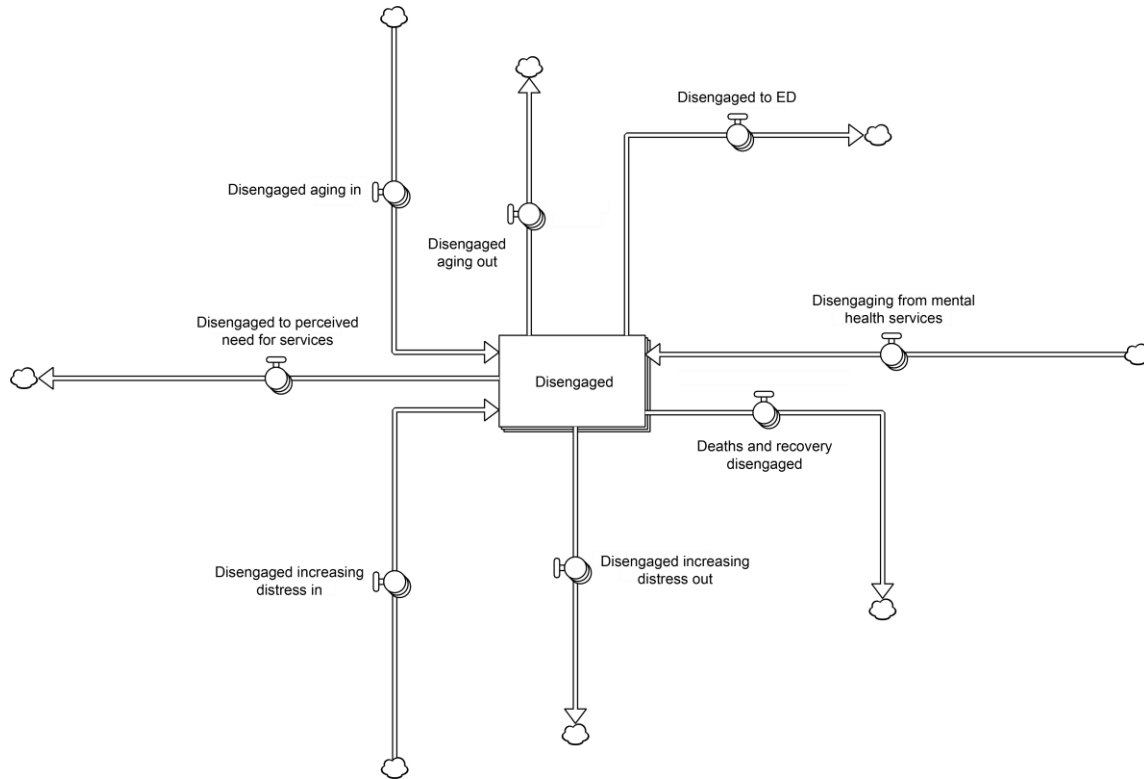 Disengaged to ED
Disengaged aging in
Disengaged
aging out
Disengaging from mental
health services
Disengaged to perceived
need for services
Disengaged
Deaths and recovery
disengaged
Disengaged increasing
distress in
Disengaged increasing
distress out